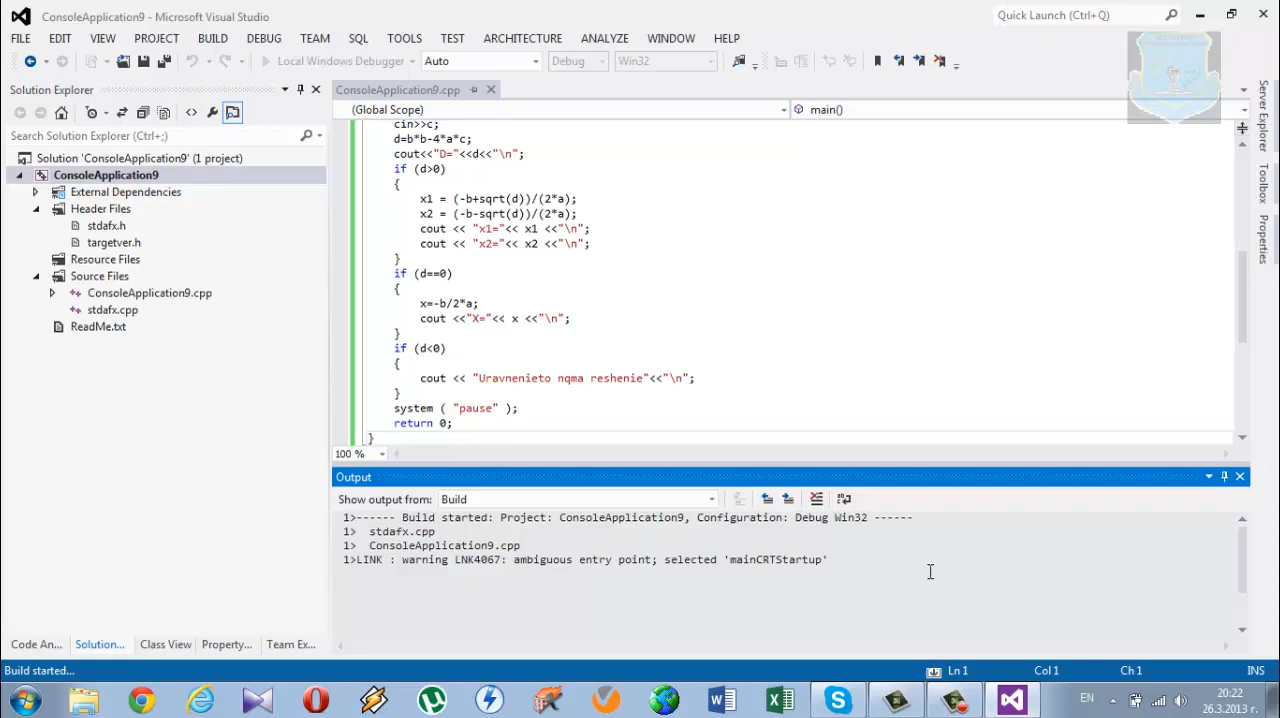 ConsoleApplication9 - Microsoft Visual Studio
Quick Launch (Ctrl+Q)
FILE EDIT VIEW PROJECT BUILD DEBUG TEAM SQL TOOLS TEST ARCHITECTURE ANALYZE WINDOW HELP
Local Windows Debugger Auto Debug Win32
Solution Explorer
Search Solution Explorer (Ctrl+;)
Solution 'ConsoleApplication9' (1 project)
ConsoleApplication9
External Dependencies
Header Files
stdafx.h
targetver.h
Resource Files
Source Files
ConsoleApplication9.cpp
stdafx.cpp
ReadMe.txt
Code An... Solution... Class View Property... Team Ex...
ConsoleApplication9.cpp
(Global Scope) main()
cin>>c;
d=b*b-4*a*c;
cout<<"D="<<d<<"\n";
if (d>0)
{
x1 = (-b+sqrt(d))/(2*a);
x2 = (-b-sqrt(d))/(2*a);
cout << "x1="<< x1 <<"\n";
cout << "x2="<< x2 <<"\n";
}
if (d==0)
{
x=-b/2*a;
cout <<"X="<< x <<"\n";
}
if (d<0)
{
cout << "Uravnenieto nqma reshenie"<<"\n";
}
system ( "pause" );
return 0;
}
100 %
Output
Show output from: Build
1>------ Build started: Project: ConsoleApplication9, Configuration: Debug Win32 ------
1> stdafx.cpp
1> ConsoleApplication9.cpp
1>LINK : warning LNK4067: ambiguous entry point; selected 'mainCRTStartup'
Server Explorer
Toolbox
Properties
Build started... Ln 1 Col 1 Ch 1 INS
EN
20:22
26.3.2013 г.